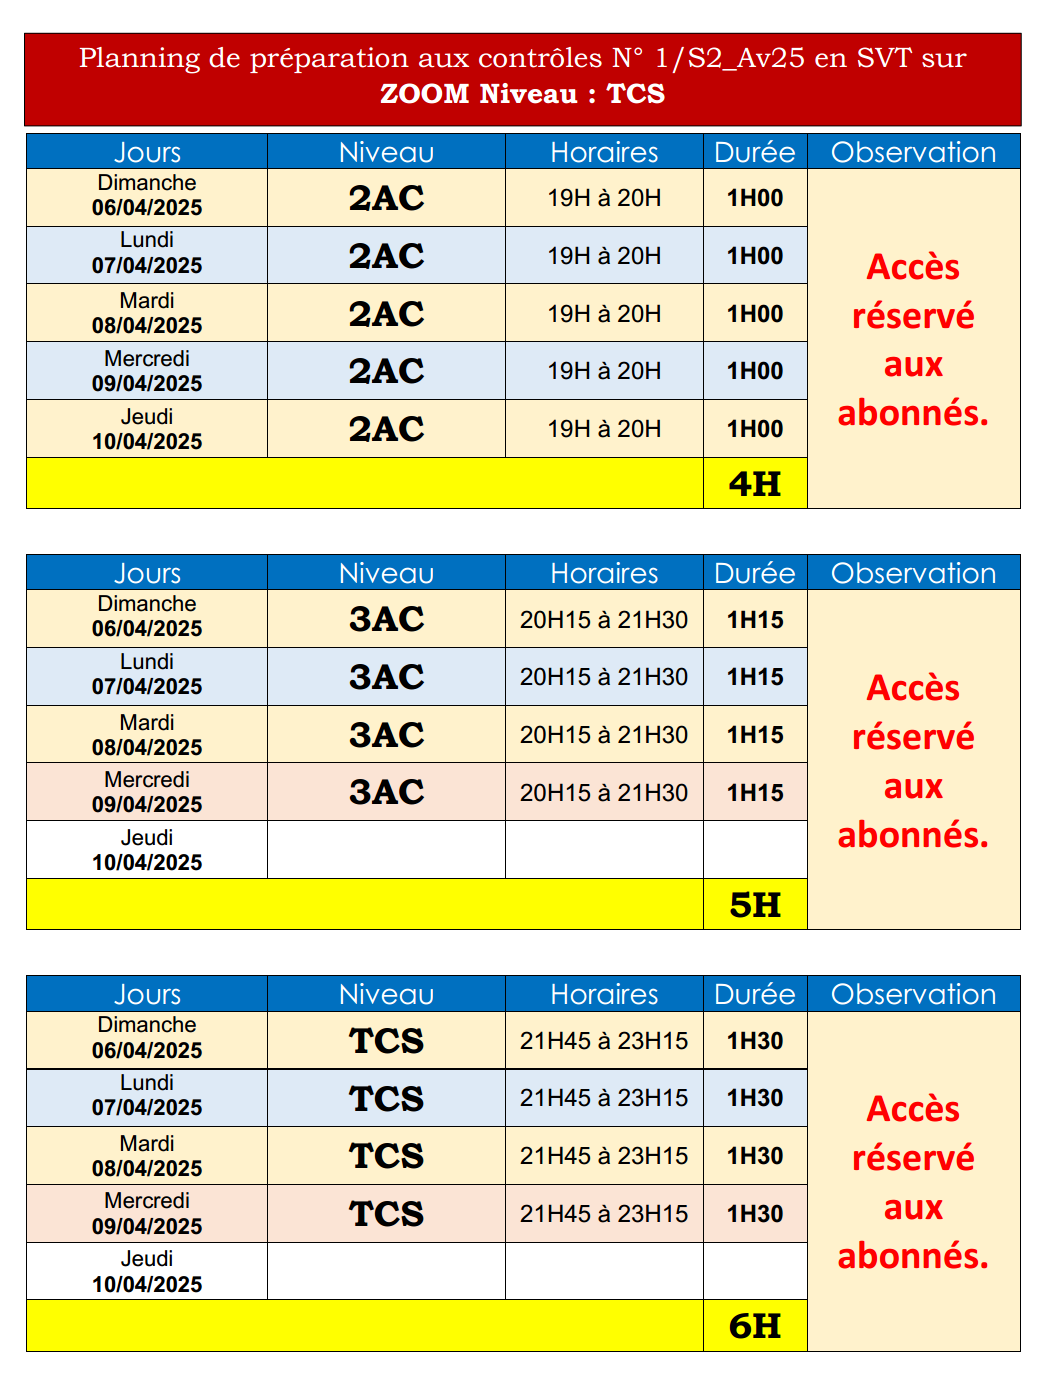 Planning de préparation aux contrôles N° 1/S2_Av25 en SVT sur
ZOOM Niveau : TCS
Jours Niveau Horaires Durée Observation
Dimanche
06/04/2025 2AC 19H à 20H 1H00
Lundi
07/04/2025 2AC 19H à 20H 1H00
Mardi
08/04/2025 2AC 19H à 20H 1H00
Mercredi
09/04/2025 2AC 19H à 20H 1H00
Jeudi
10/04/2025 2AC 19H à 20H 1H00
4H
Accès
réservé
aux
abonnés.
Jours Niveau Horaires Durée Observation
Dimanche
06/04/2025 3AC 20H15 à 21H30 1H15
Lundi
07/04/2025 3AC 20H15 à 21H30 1H15
Mardi
08/04/2025 3AC 20H15 à 21H30 1H15
Mercredi
09/04/2025 3AC 20H15 à 21H30 1H15
Jeudi
10/04/2025
5H
Accès
réservé
aux
abonnés.
Jours Niveau Horaires Durée Observation
Dimanche
06/04/2025 TCS 21H45 à 23H15 1H30
Lundi
07/04/2025 TCS 21H45 à 23H15 1H30
Mardi
08/04/2025 TCS 21H45 à 23H15 1H30
Mercredi
09/04/2025 TCS 21H45 à 23H15 1H30
Jeudi
10/04/2025
6H
Accès
réservé
aux
abonnés.